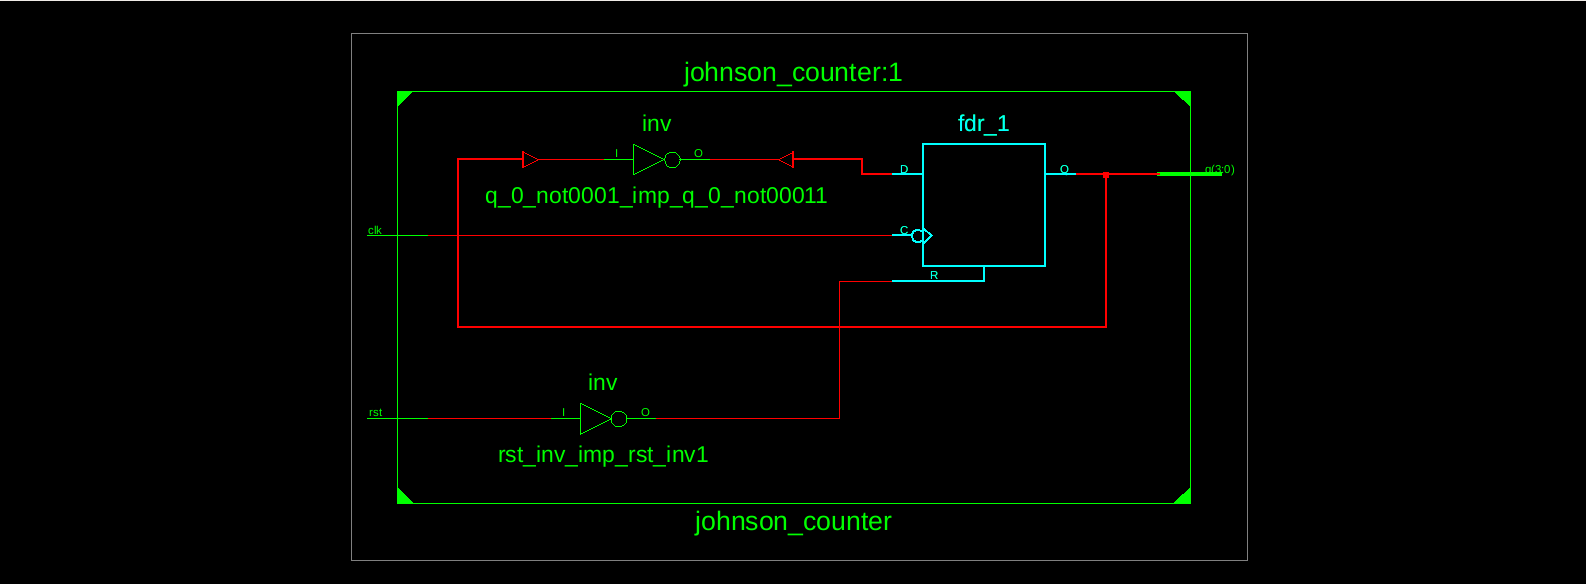 johnson_counter:1
inv
fdr_1
I
O
D
Q
q(3:0)
q_0_not0001_imp_q_0_not00011
clk
C
R
inv
rst
I
O
rst_inv_imp_rst_inv1
johnson_counter